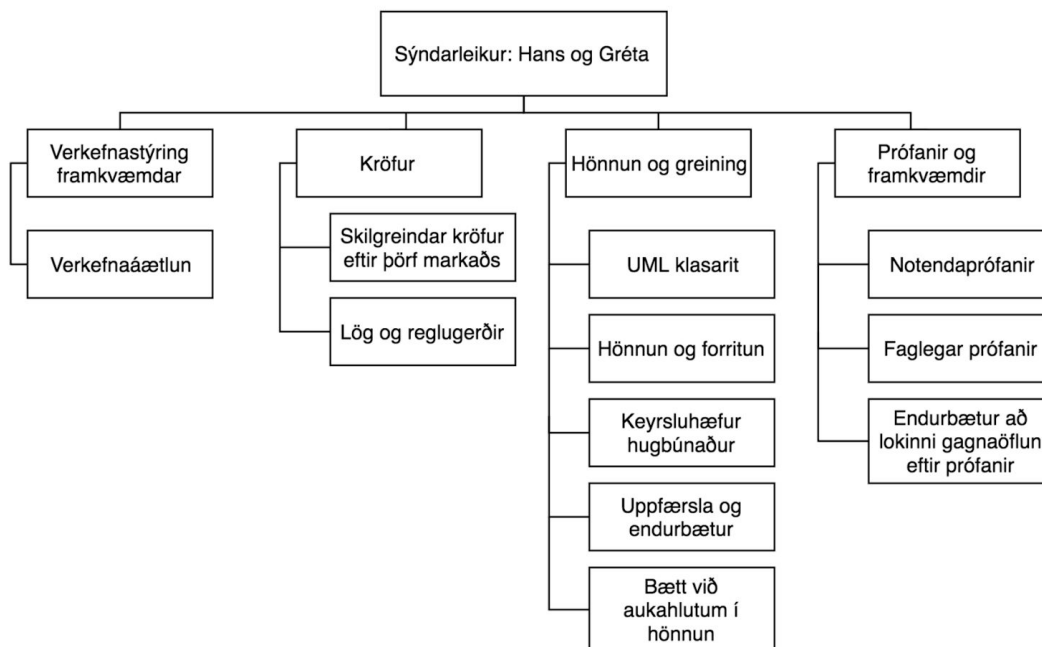 Sýndarleikur: Hans og Gréta
Verkefnastýring
framkvæmdar
Verkefnaáætlun
Kröfur
Skilgreindar kröfur
eftir þörf markaðs
Lög og reglugerðir
Hönnun og greining
UML klasarit
Hönnun og forritun
Keyrsluhæfur
hugbúnaður
Uppfærsla og
endurbætur
Bætt við
aukahlutum í
hönnun
Prófanir og
framkvæmdir
Notendaprófanir
Faglegar prófanir
Endurbætur að
lokinni gagnaöflun
eftir prófanir